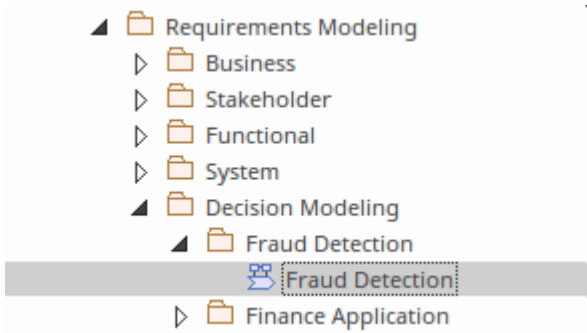 Requirements Modeling
Business
Stakeholder
Functional
System
Decision Modeling
Fraud Detection
Fraud Detection
Finance Application